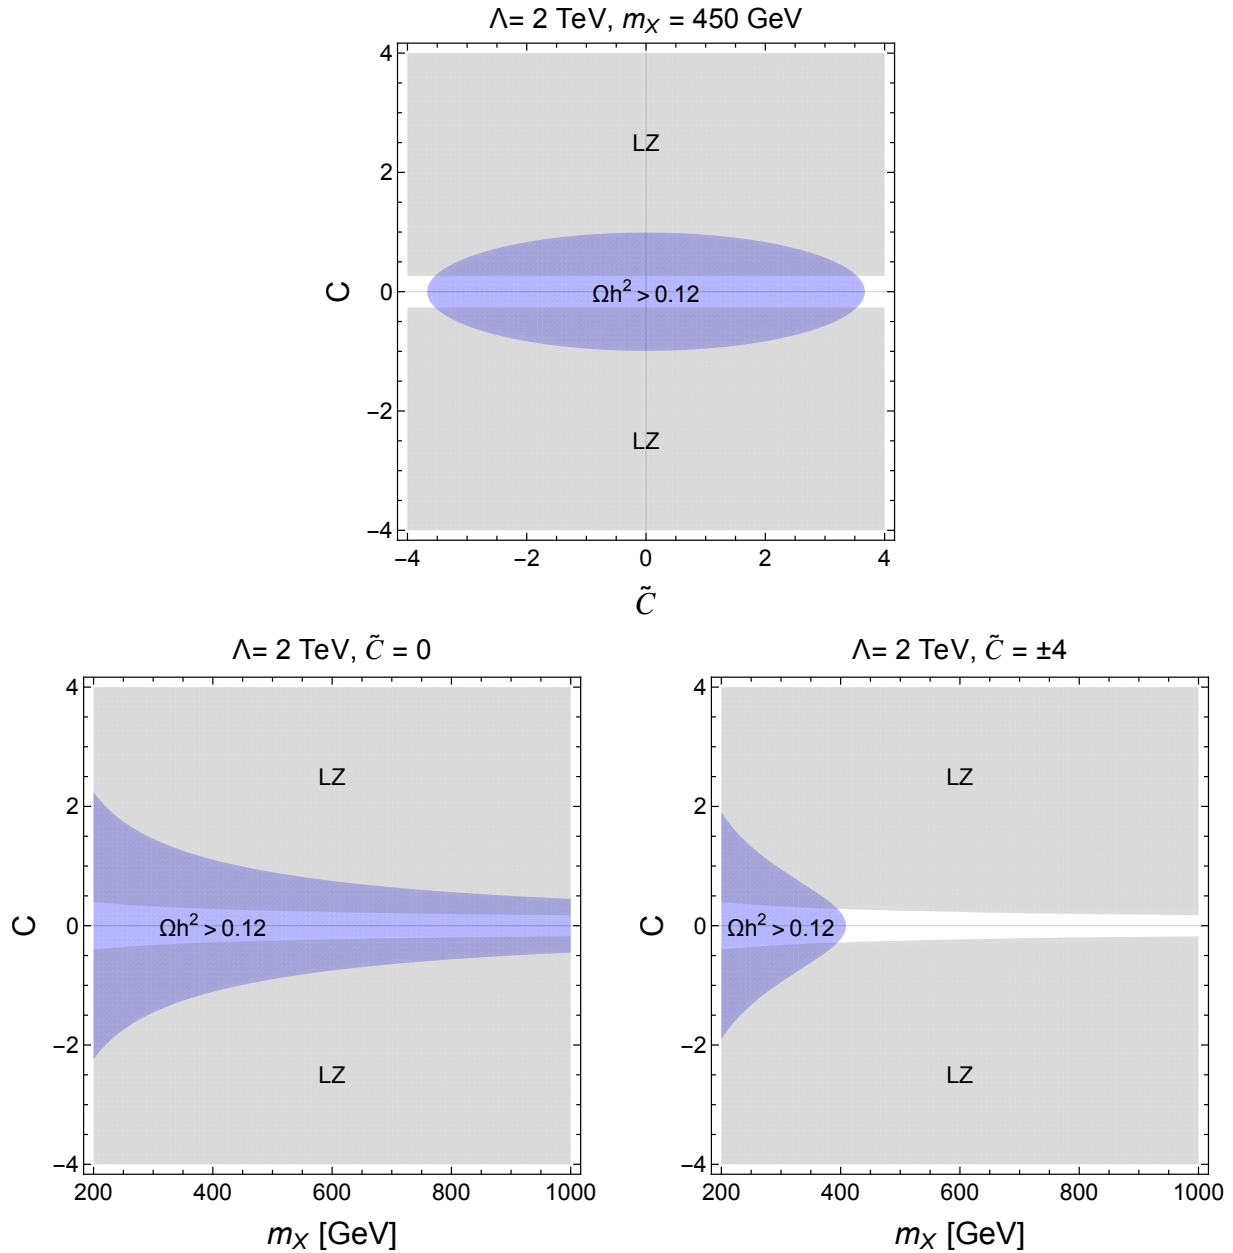 Λ= 2 TeV, mX = 450 GeV
4
2
0
−2
−4
C
LZ
Ωh² > 0.12
LZ
−4 −2 0 2 4
C̃
Λ= 2 TeV, C̃ = 0
4
2
0
−2
−4
C
LZ
Ωh² > 0.12
LZ
200 400 600 800 1000
mX [GeV]
Λ= 2 TeV, C̃ = ±4
4
2
0
−2
−4
C
LZ
Ωh² > 0.12
LZ
200 400 600 800 1000
mX [GeV]